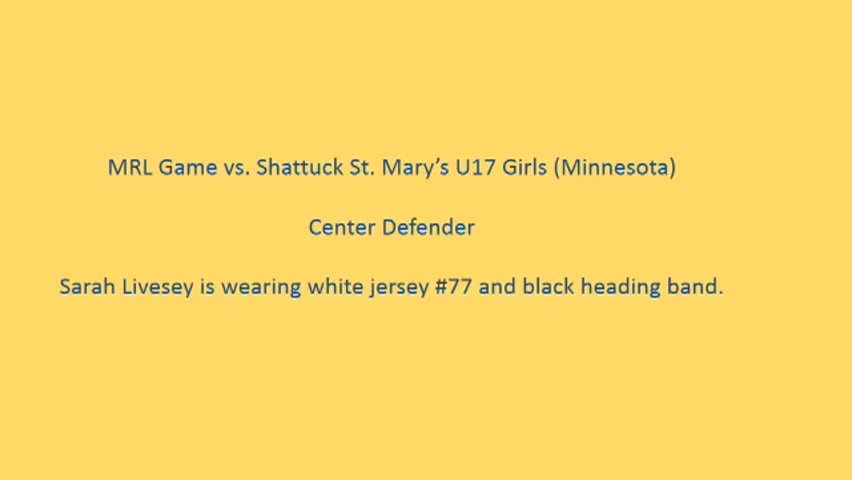 MRL Game vs. Shattuck St. Mary’s U17 Girls (Minnesota)
Center Defender
Sarah Livesey is wearing white jersey #77 and black heading band.